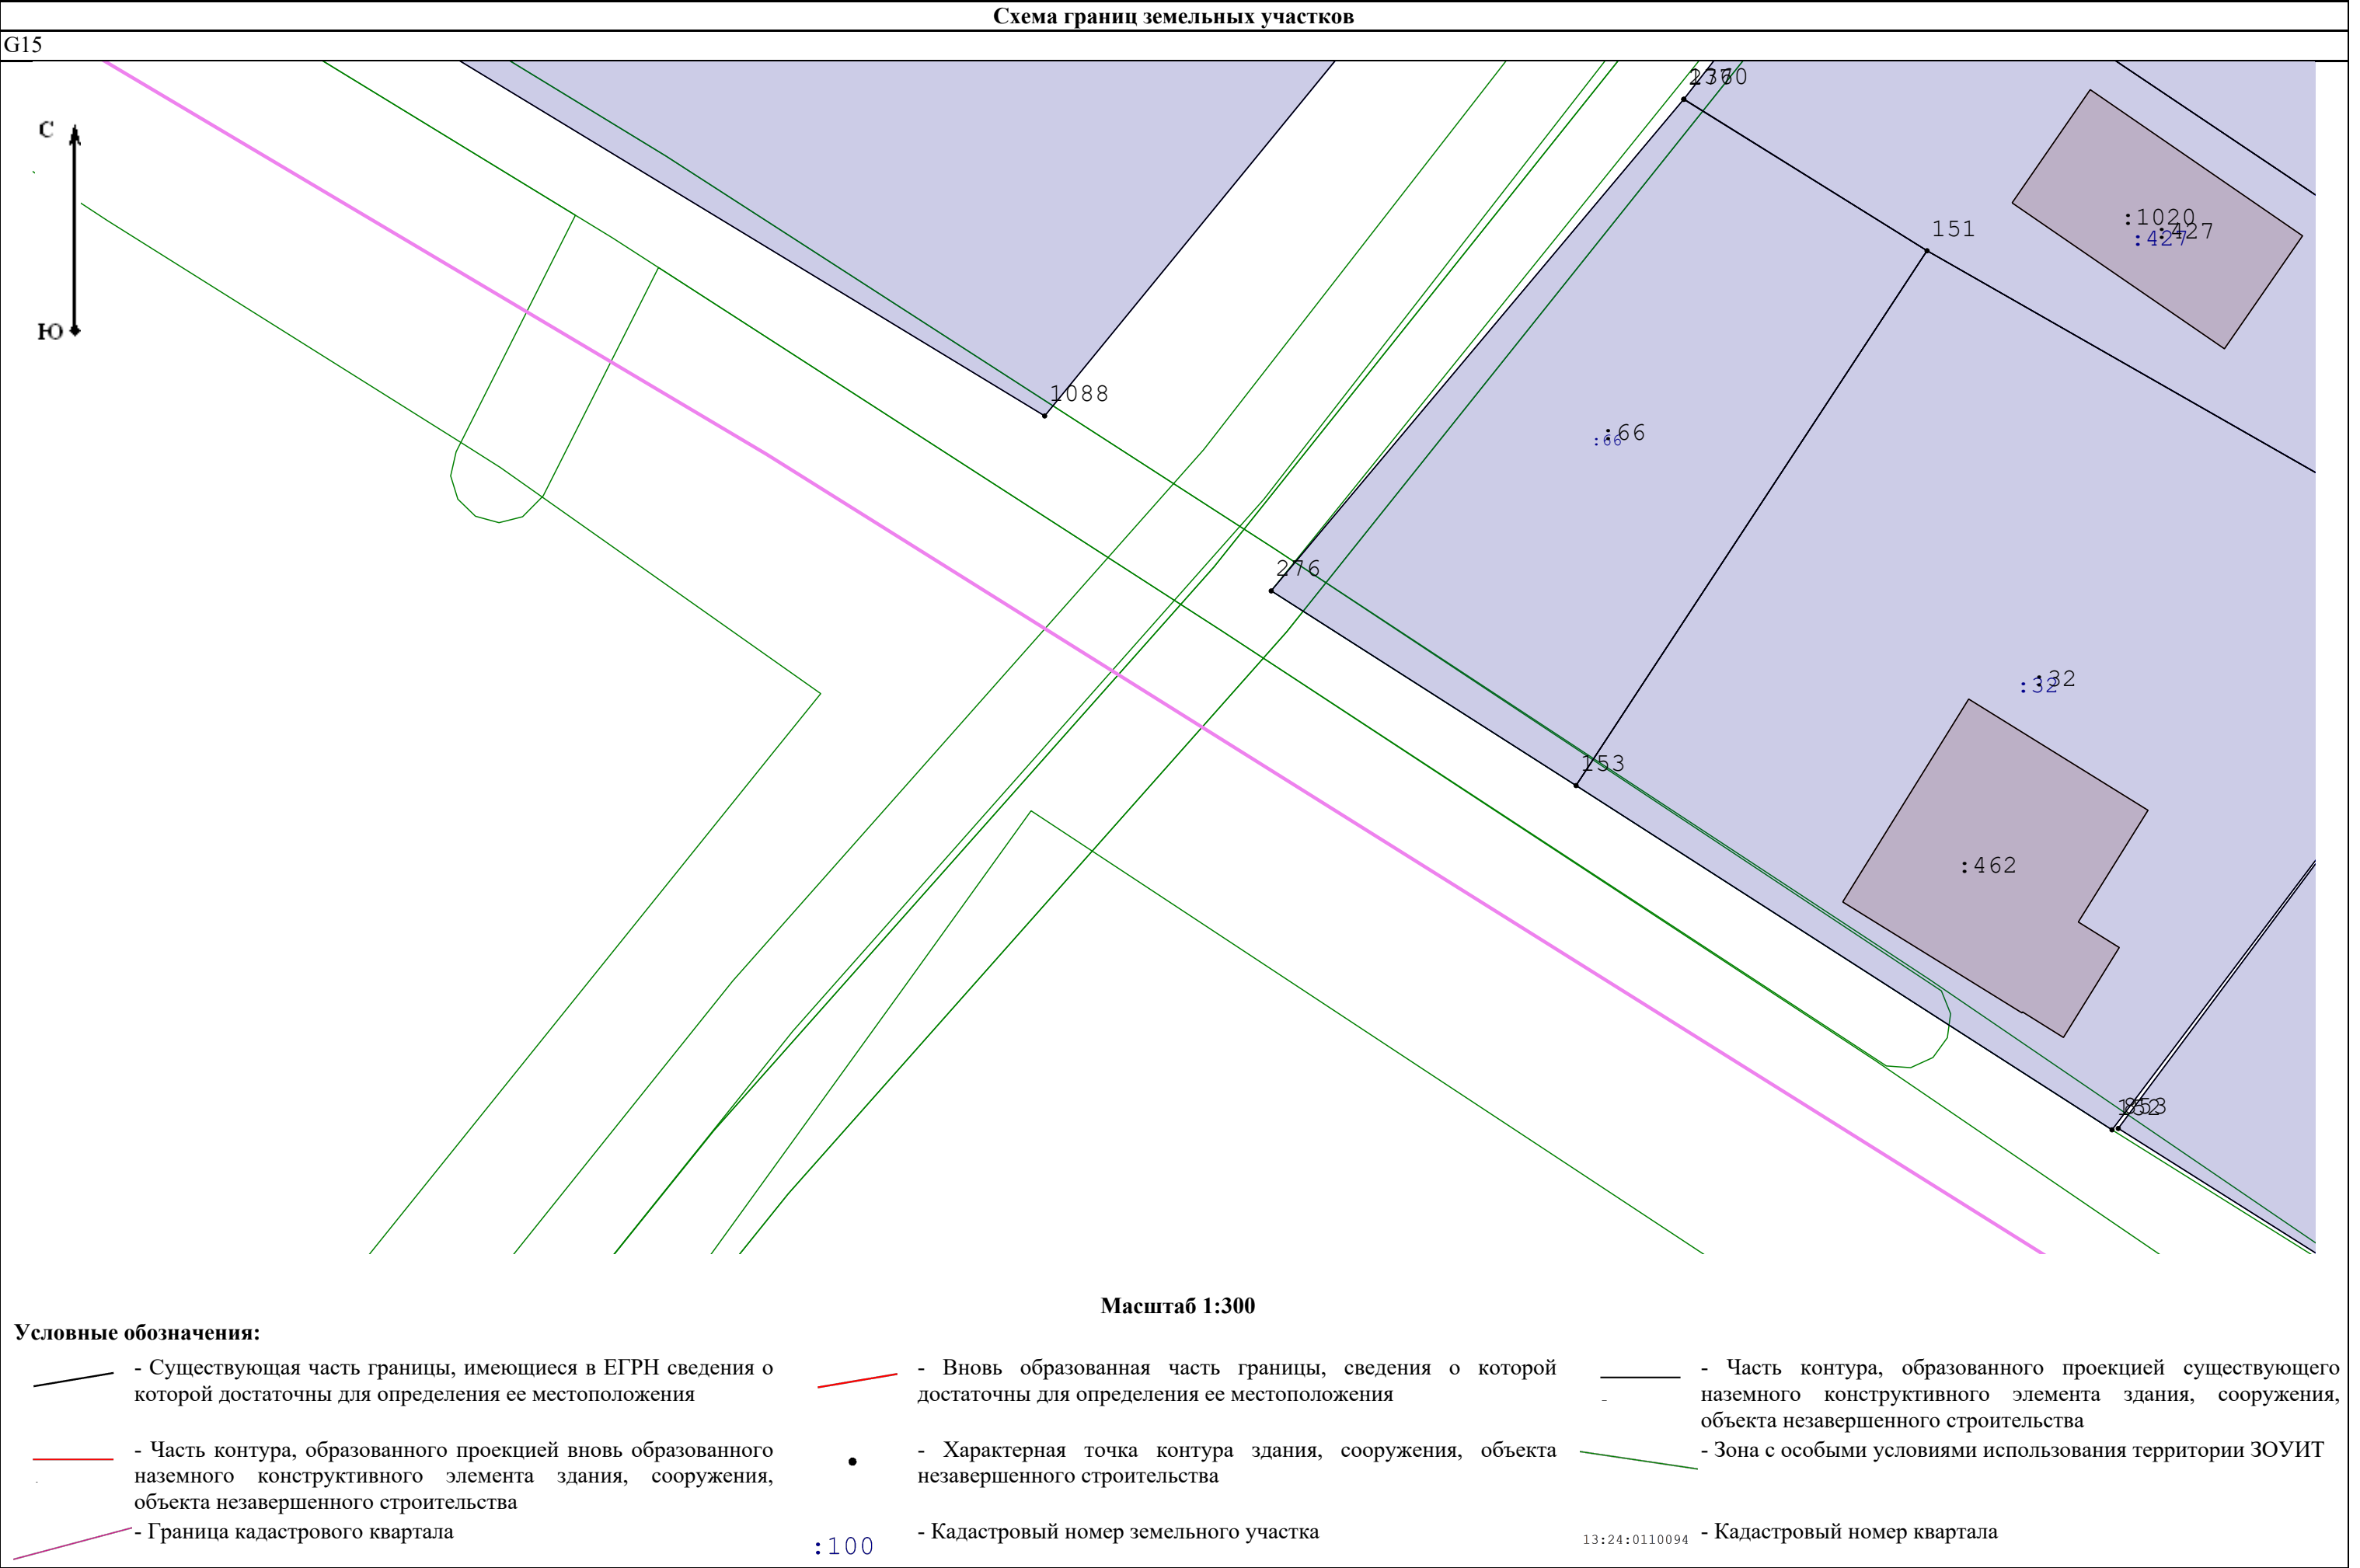 Схема границ земельных участков
G15
С
Ю
151
:1020
:427
:427
1088
:66
:66
276
:32
:32
153
:462
Масштаб 1:300
Условные обозначения:
- Существующая часть границы, имеющиеся в ЕГРН сведения о
которой достаточны для определения ее местоположения
- Вновь образованная часть границы, сведения о которой
достаточны для определения ее местоположения
- Часть контура, образованного проекцией существующего
наземного конструктивного элемента здания, сооружения,
объекта незавершенного строительства
- Часть контура, образованного проекцией вновь образованного
наземного конструктивного элемента здания, сооружения,
объекта незавершенного строительства
- Характерная точка контура здания, сооружения, объекта
незавершенного строительства
- Зона с особыми условиями использования территории ЗОУИТ
- Граница кадастрового квартала
:100
- Кадастровый номер земельного участка
13:24:0110094
- Кадастровый номер квартала